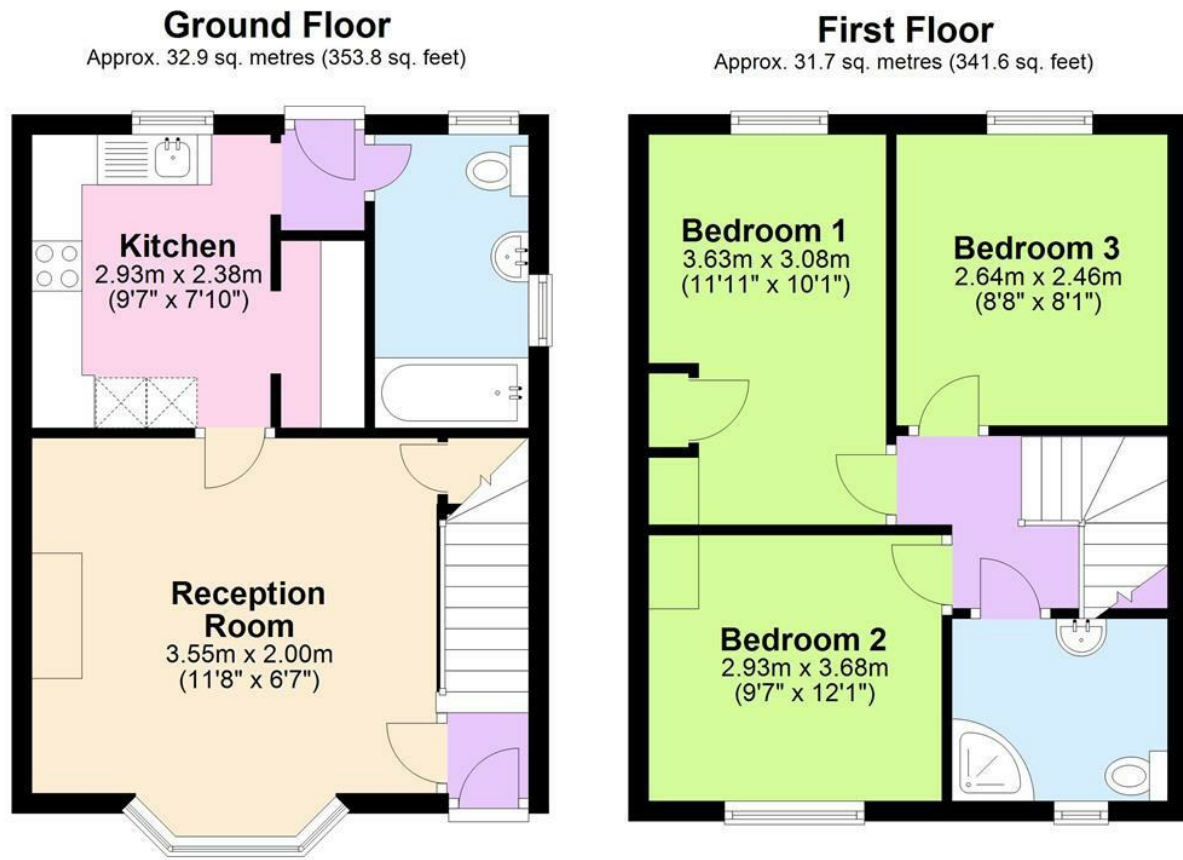 Ground Floor
Approx. 32.9 sq. metres (353.8 sq. feet)
Kitchen
2.93m x 2.38m
(9'7" x 7'10")
Reception
Room
3.55m x 2.00m
(11'8" x 6'7")
First Floor
Approx. 31.7 sq. metres (341.6 sq. feet)
Bedroom 1
3.63m x 3.08m
(11'11" x 10'1")
Bedroom 3
2.64m x 2.46m
(8'8" x 8'1")
Bedroom 2
2.93m x 3.68m
(9'7" x 12'1")